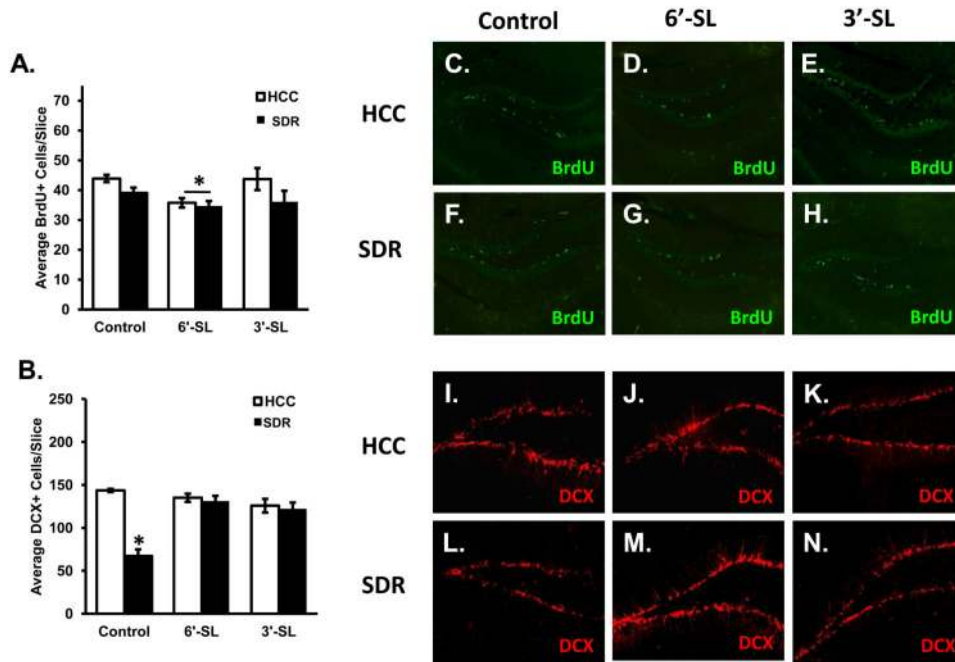 Control 6’-SL 3’-SL
A.
Average BrdU+ Cells/Slice
70
60
50
40
30
20
10
0
HCC
SDR
*
Control 6'-SL 3'-SL
HCC
C.
BrdU
D.
BrdU
E.
BrdU
SDR
F.
BrdU
G.
BrdU
H.
BrdU
B.
Average DCX+ Cells/Slice
250
200
150
100
50
0
HCC
SDR
*
Control 6'-SL 3'-SL
HCC
I.
DCX
J.
DCX
K.
DCX
SDR
L.
DCX
M.
DCX
N.
DCX